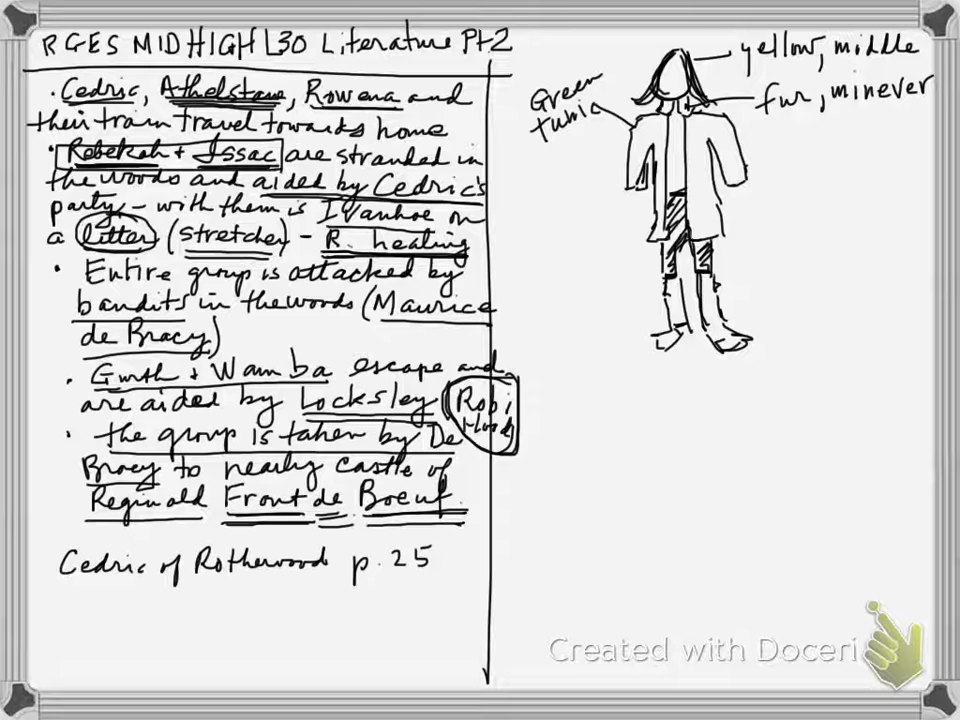 RGES MIDHIGH L30 Literature Pt2
· Cedric, Athelstane, Rowena and
their train travel towards home
· Rebekah + Issac are stranded in
the woods and aided by Cedric's
party - with them is Ivanhoe on
a litter (stretcher) - R. healing
· Entire group is attacked by
bandits in the woods (Maurice
de Bracy)
· Gurth + Wamba escape and
are aided by Locksley (Robi
Hood)
· the group is taken by De
Bracy to nearly castle of
Reginald Front de Boeuf.
Cedric of Rotherwood p. 25
yellow, middle
fur, minever
Green
tunic
Created with Doceri